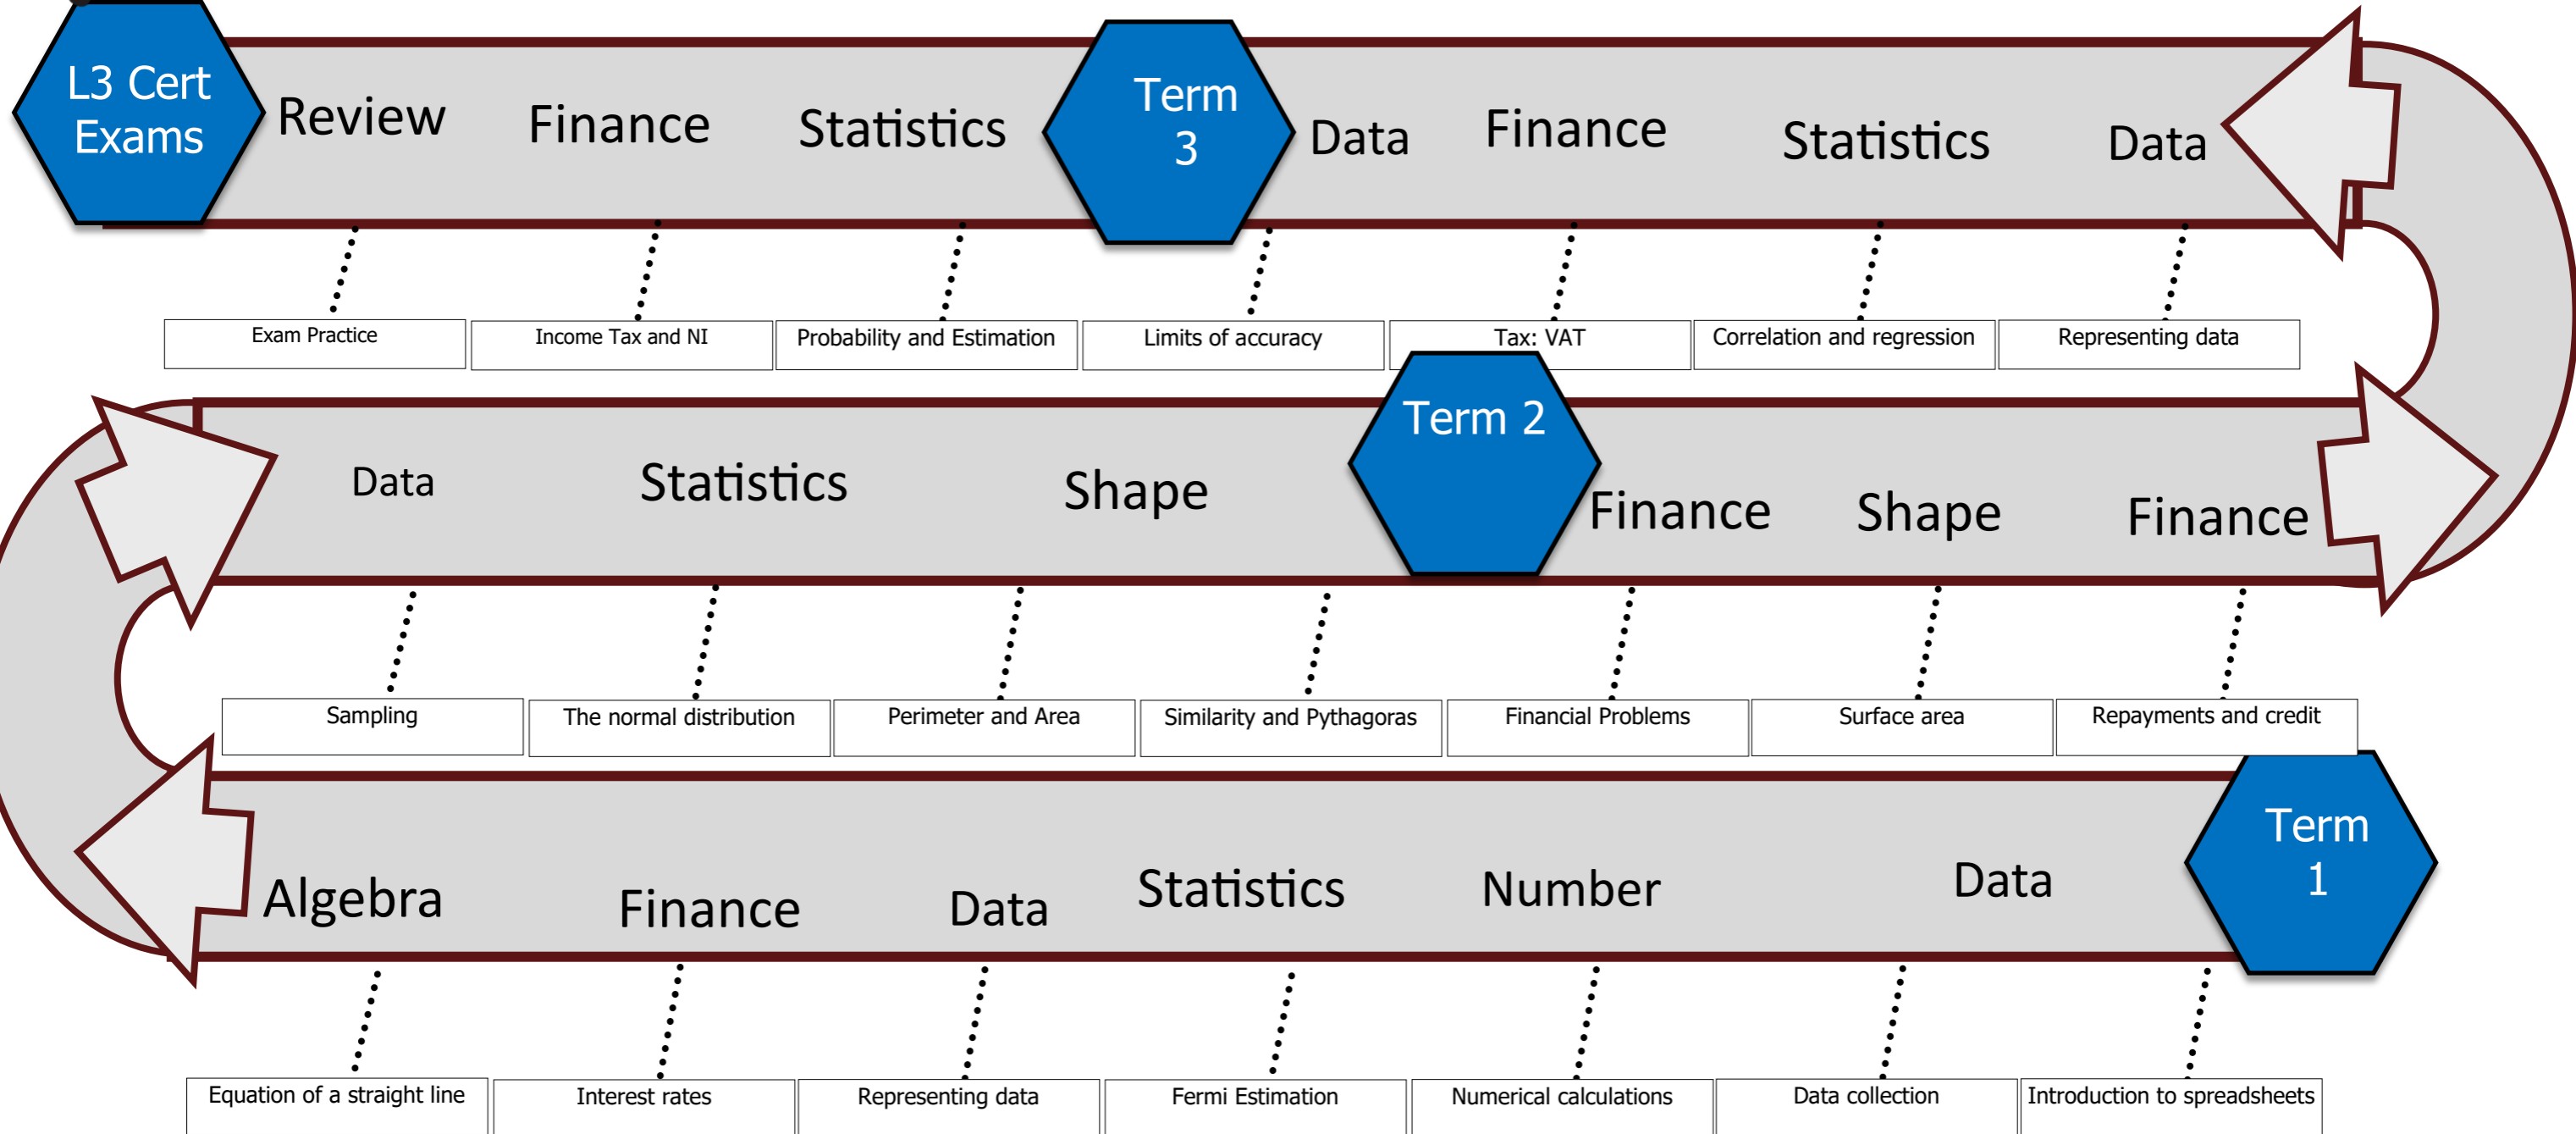 L3 Cert
Exams
Review
Finance
Statistics
Term
3
Data
Finance
Statistics
Data
Exam Practice
Income Tax and NI
Probability and Estimation
Limits of accuracy
Tax: VAT
Correlation and regression
Representing data
Data
Statistics
Shape
Term 2
Finance
Shape
Finance
Sampling
The normal distribution
Perimeter and Area
Similarity and Pythagoras
Financial Problems
Surface area
Repayments and credit
Algebra
Finance
Data
Statistics
Number
Data
Term
1
Equation of a straight line
Interest rates
Representing data
Fermi Estimation
Numerical calculations
Data collection
Introduction to spreadsheets